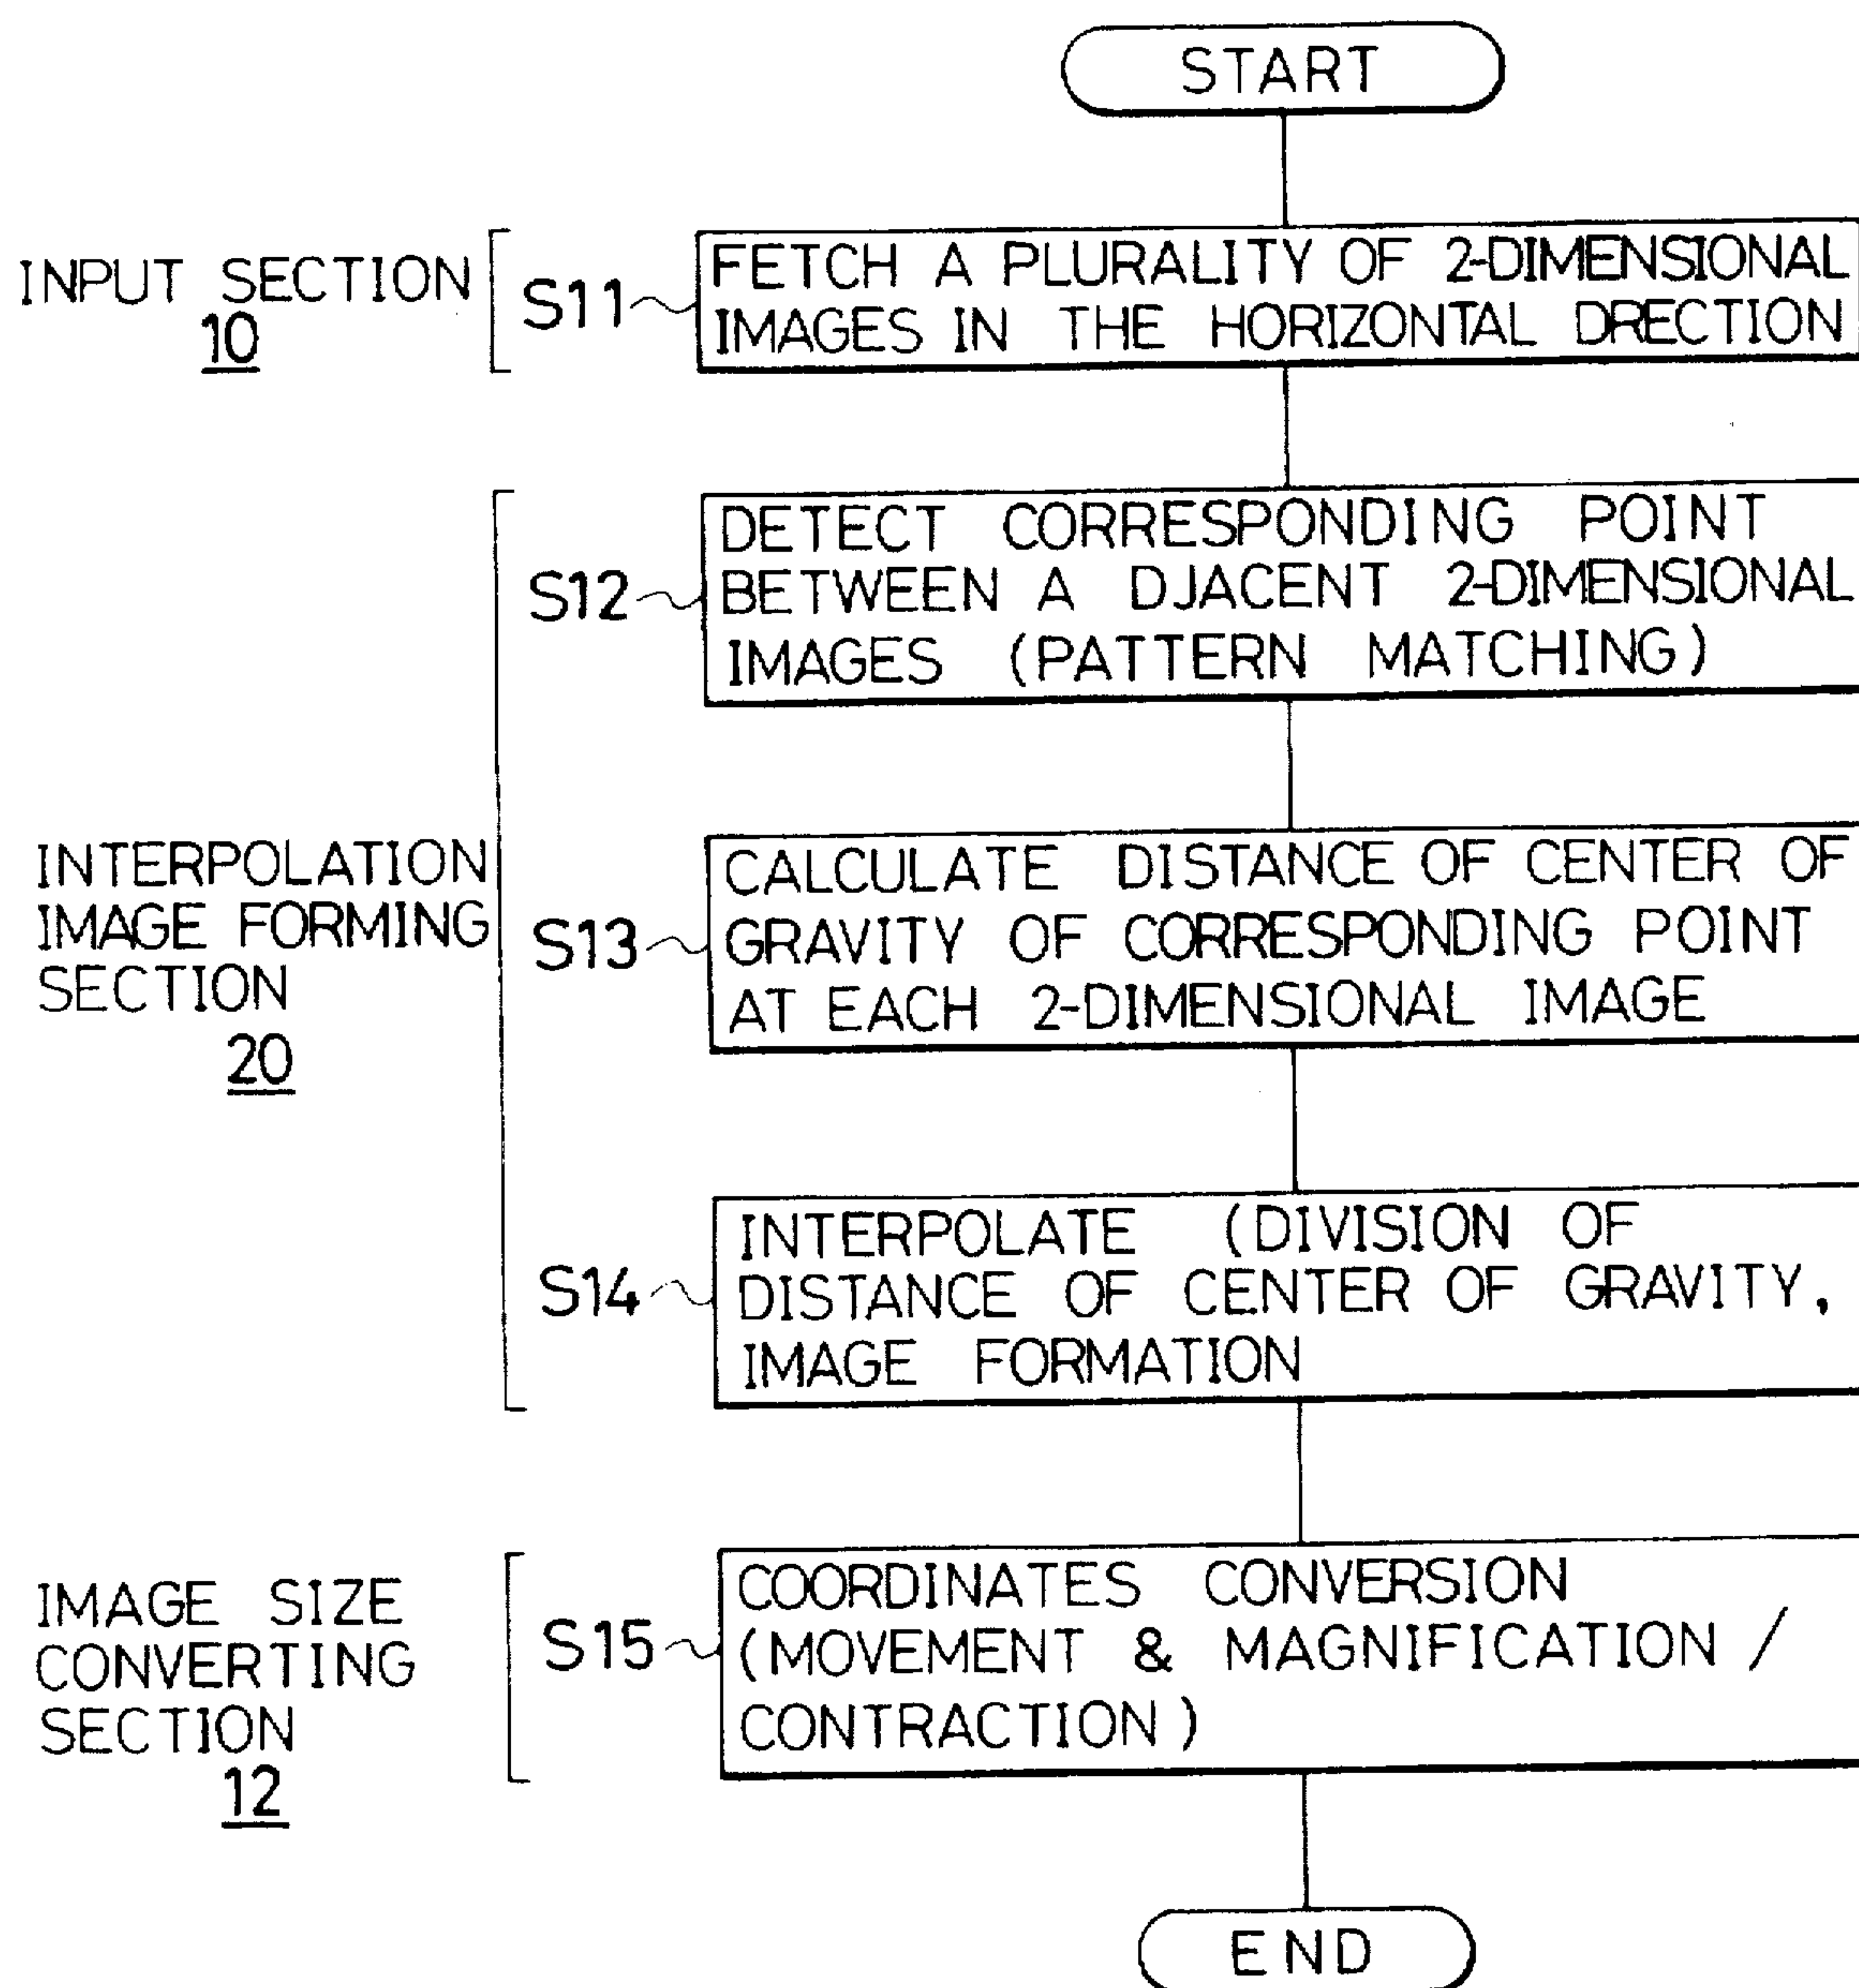 START
INPUT SECTION
10
S11
FETCH A PLURALITY OF 2-DIMENSIONAL
IMAGES IN THE HORIZONTAL DRECTION
S12
DETECT CORRESPONDING POINT
BETWEEN A DJACENT 2-DIMENSIONAL
IMAGES (PATTERN MATCHING)
INTERPOLATION
IMAGE FORMING
SECTION
20
S13
CALCULATE DISTANCE OF CENTER OF
GRAVITY OF CORRESPONDING POINT
AT EACH 2-DIMENSIONAL IMAGE
S14
INTERPOLATE (DIVISION OF
DISTANCE OF CENTER OF GRAVITY,
IMAGE FORMATION
IMAGE SIZE
CONVERTING
SECTION
12
S15
COORDINATES CONVERSION
(MOVEMENT & MAGNIFICATION /
CONTRACTION)
END